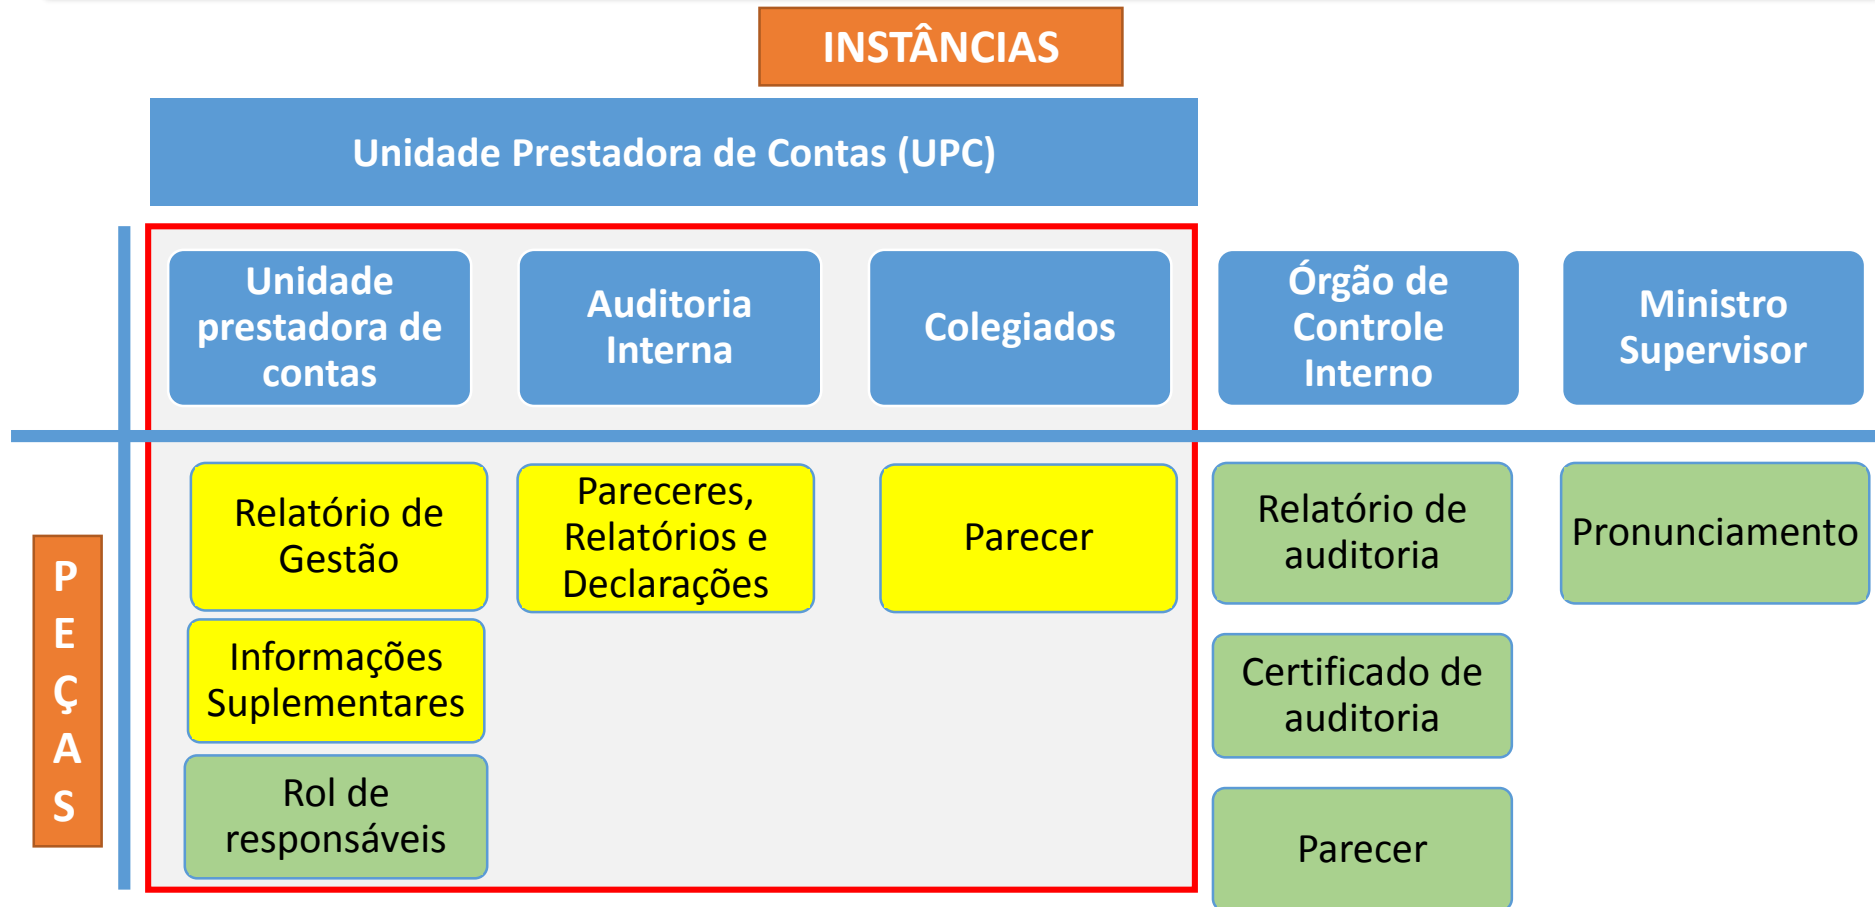 INSTÂNCIAS
Unidade Prestadora de Contas (UPC)
Unidade
prestadora de
contas
Auditoria
Interna
Colegiados
Órgão de
Controle
Interno
Ministro
Supervisor
P
E
Ç
A
S
Relatório de
Gestão
Pareceres,
Relatórios e
Declarações
Parecer
Relatório de
auditoria
Pronunciamento
Informações
Suplementares
Certificado de
auditoria
Rol de
responsáveis
Parecer